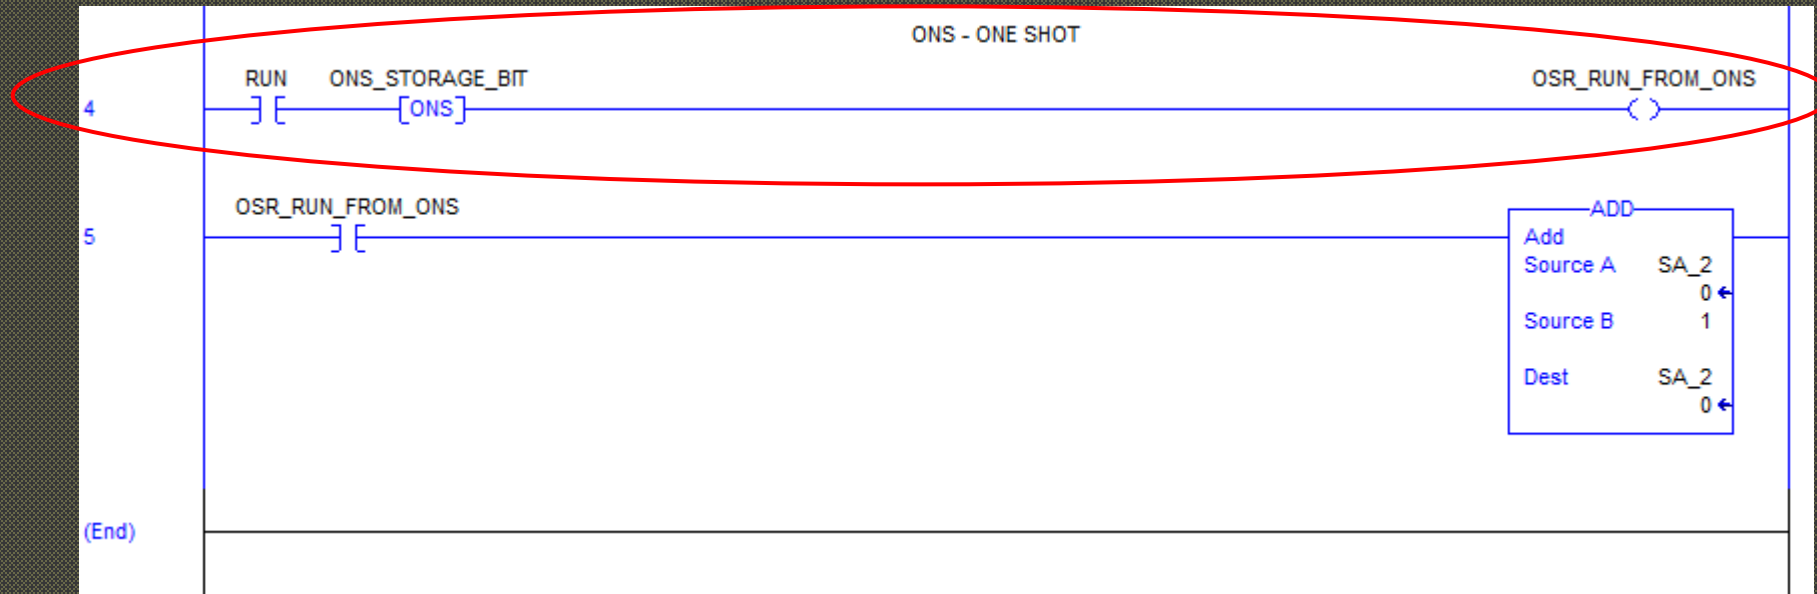 ONS - ONE SHOT
RUN ONS_STORAGE_BIT OSR_RUN_FROM_ONS
4 ONS
OSR_RUN_FROM_ONS
ADD
5 Add
Source A SA_2
0
Source B 1
Dest SA_2
0
(End)